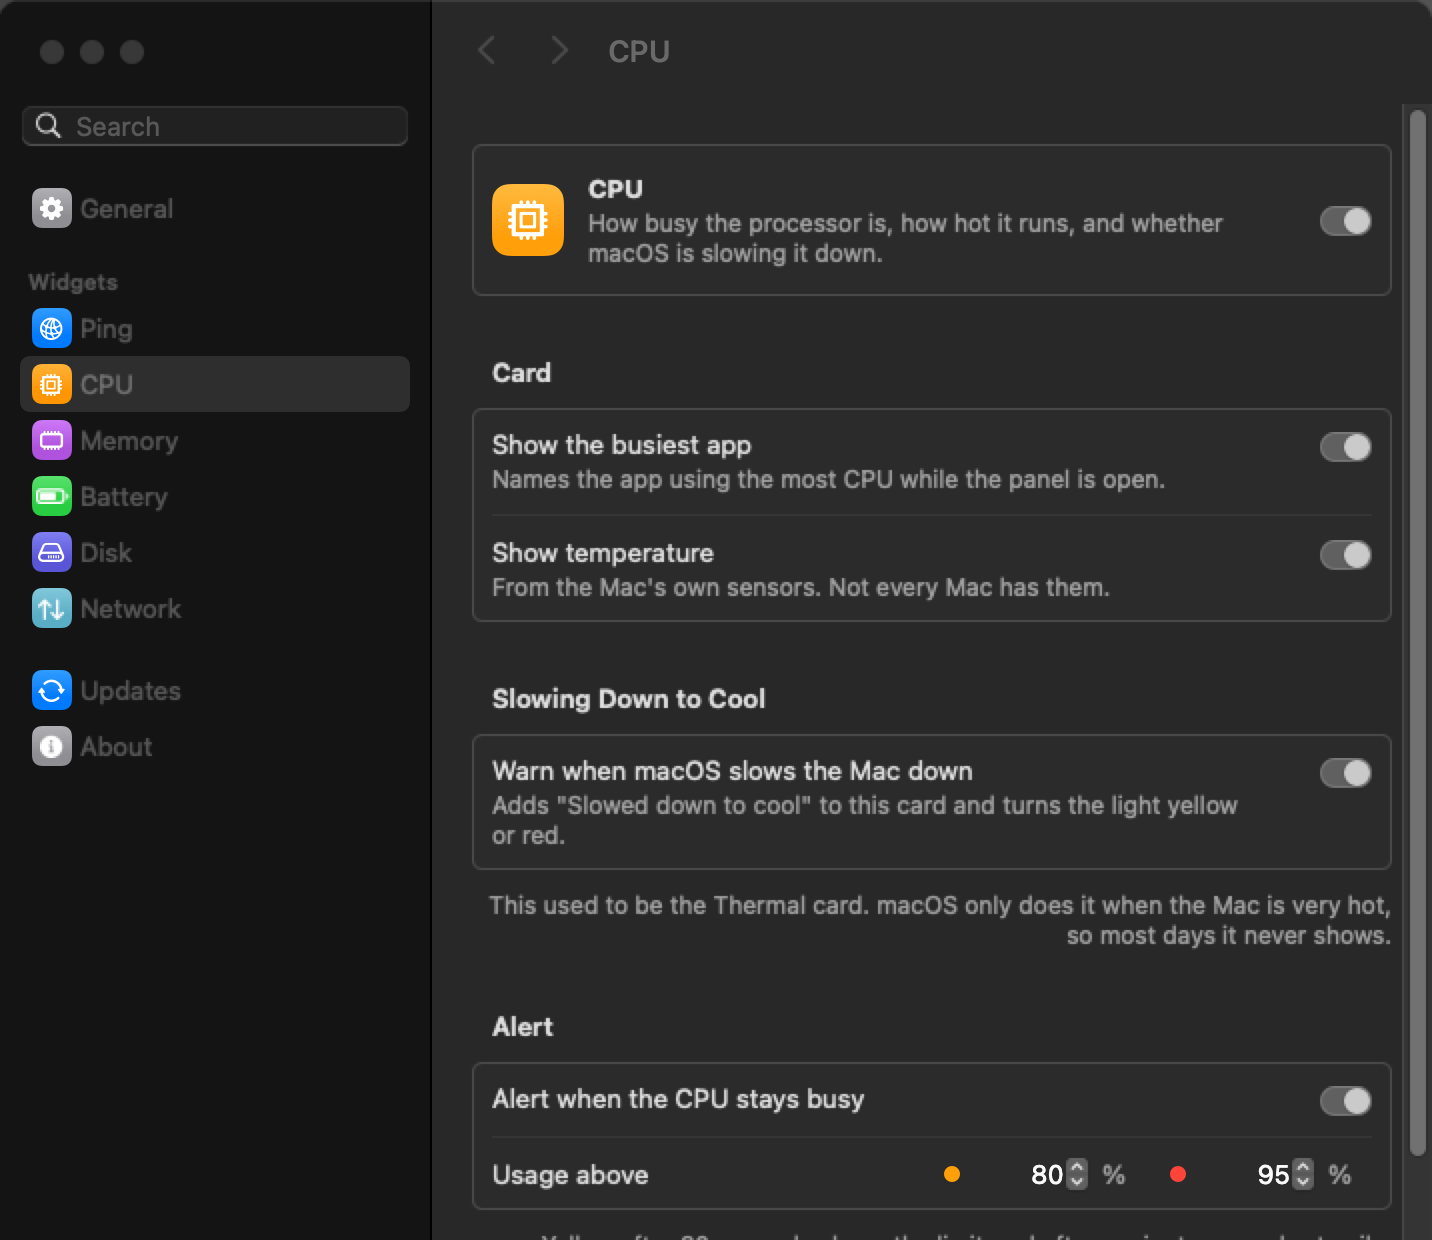 CPU
Search
General
Widgets
Ping
CPU
Memory
Battery
Disk
Network
Updates
About
CPU
How busy the processor is, how hot it runs, and whether
macOS is slowing it down.
Card
Show the busiest app
Names the app using the most CPU while the panel is open.
Show temperature
From the Mac's own sensors. Not every Mac has them.
Slowing Down to Cool
Warn when macOS slows the Mac down
Adds "Slowed down to cool" to this card and turns the light yellow
or red.
This used to be the Thermal card. macOS only does it when the Mac is very hot,
so most days it never shows.
Alert
Alert when the CPU stays busy
Usage above 80 % 95 %